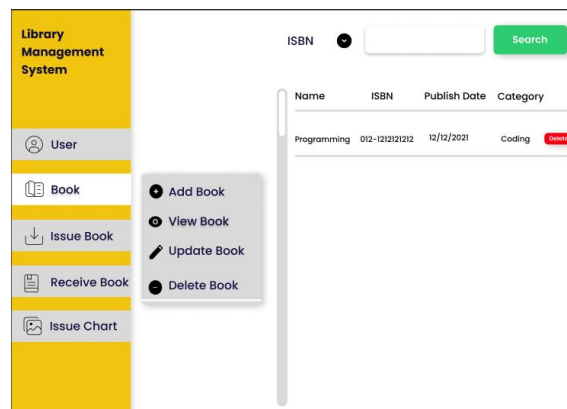 Library
Management
System
ISBN
Search
Name ISBN Publish Date Category
Programming 012-1212121212 12/12/2021 Coding Delete
User
Book
Issue Book
Receive Book
Issue Chart
Add Book
View Book
Update Book
Delete Book